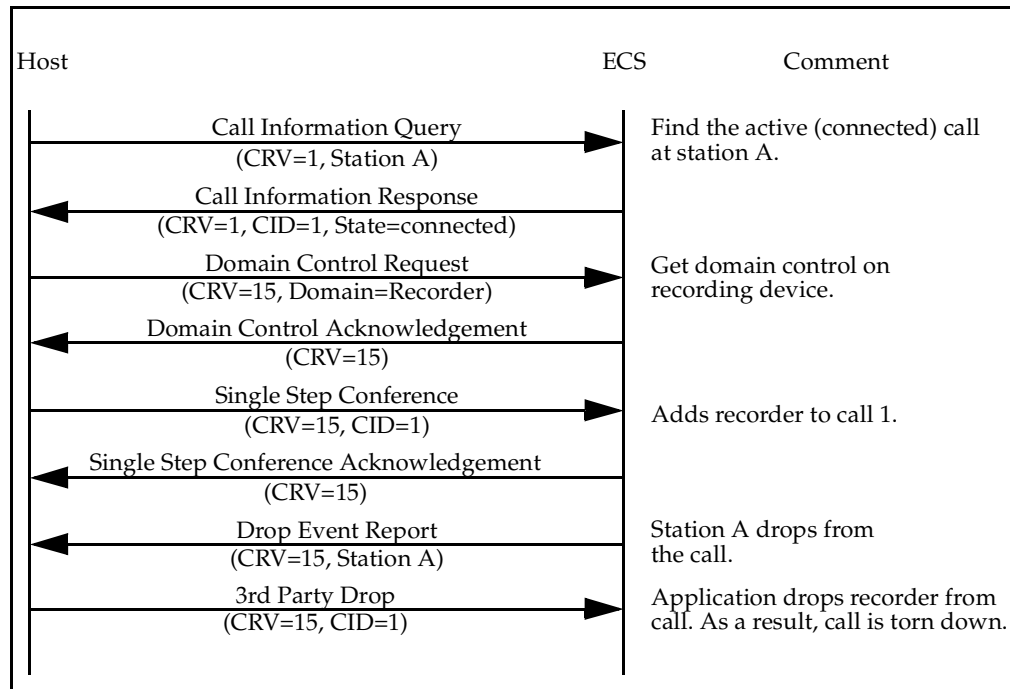 Host ECS Comment
Call Information Query
(CRV=1, Station A)
Find the active (connected) call
at station A.
Call Information Response
(CRV=1, CID=1, State=connected)
Domain Control Request
(CRV=15, Domain=Recorder)
Get domain control on
recording device.
Domain Control Acknowledgement
(CRV=15)
Single Step Conference
(CRV=15, CID=1)
Adds recorder to call 1.
Single Step Conference Acknowledgement
(CRV=15)
Drop Event Report
(CRV=15, Station A)
Station A drops from
the call.
3rd Party Drop
(CRV=15, CID=1)
Application drops recorder from
call. As a result, call is torn down.